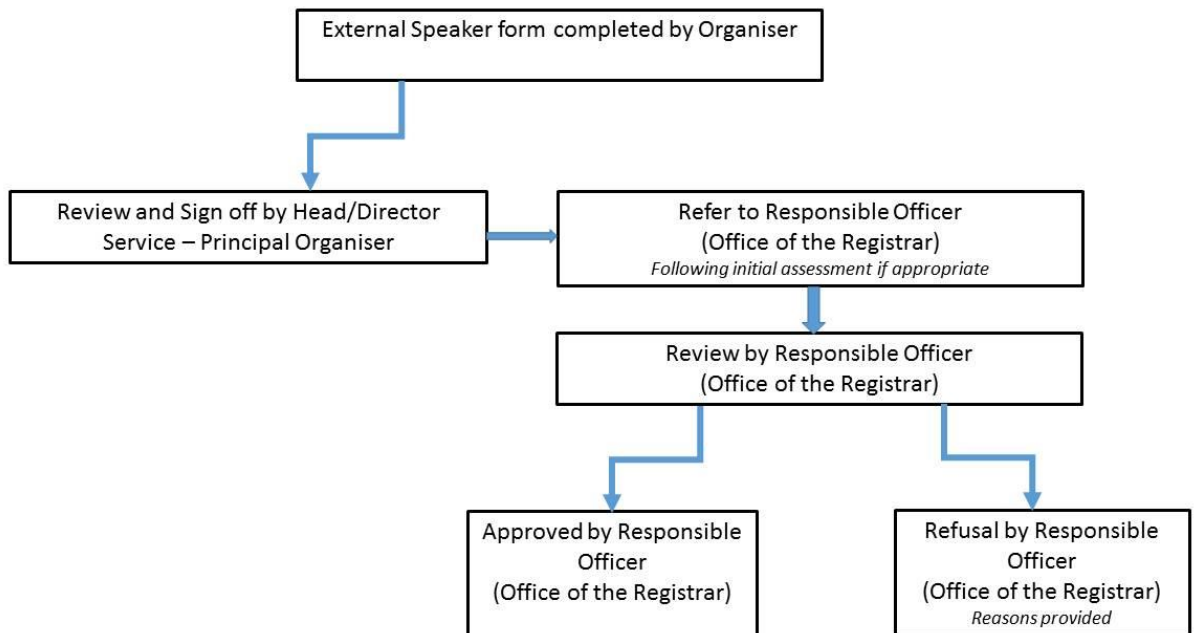 External Speaker form completed by Organiser
Review and Sign off by Head/Director
Service – Principal Organiser
Refer to Responsible Officer
(Office of the Registrar)
Following initial assessment if appropriate
Review by Responsible Officer
(Office of the Registrar)
Approved by Responsible
Officer
(Office of the Registrar)
Refusal by Responsible
Officer
(Office of the Registrar)
Reasons provided